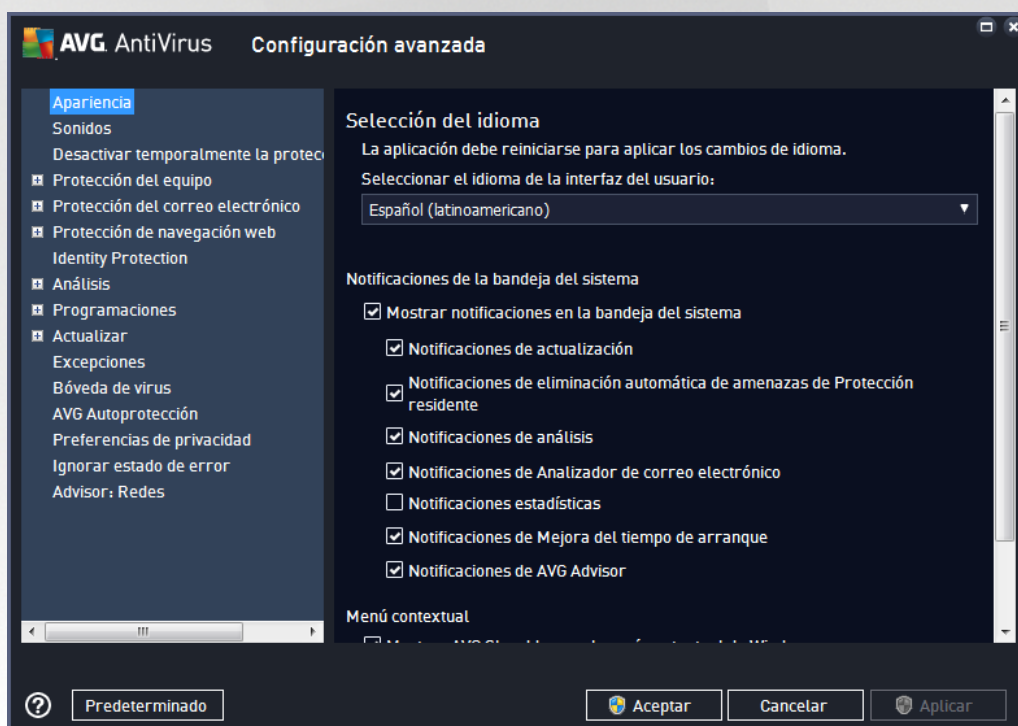 AVG. AntiVirus Configuración avanzada
Apariencia
Sonidos
Desactivar temporalmente la
Protección del equipo
Protección del correo electrónico
Protección de navegación web
Identity Protection
Análisis
Programaciones
Actualizar
Excepciones
Bóveda de virus
AVG Autoprotección
Preferencias de privacidad
Ignorar estado de error
Advisor: Redes
Selección del idioma
La aplicación debe reiniciarse para aplicar los cambios de idioma.
Seleccionar el idioma de la interfaz del usuario:
Español (latinoamericano)
Notificaciones de la bandeja del sistema
Mostrar notificaciones en la bandeja del sistema
Notificaciones de actualización
Notificaciones de eliminación automática de amenazas de Protección
residente
Notificaciones de análisis
Notificaciones de Analizador de correo electrónico
Notificaciones estadísticas
Notificaciones de Mejora del tiempo de arranque
Notificaciones de AVG Advisor
Menú contextual
Predeterminado
Aceptar
Cancelar
Aplicar